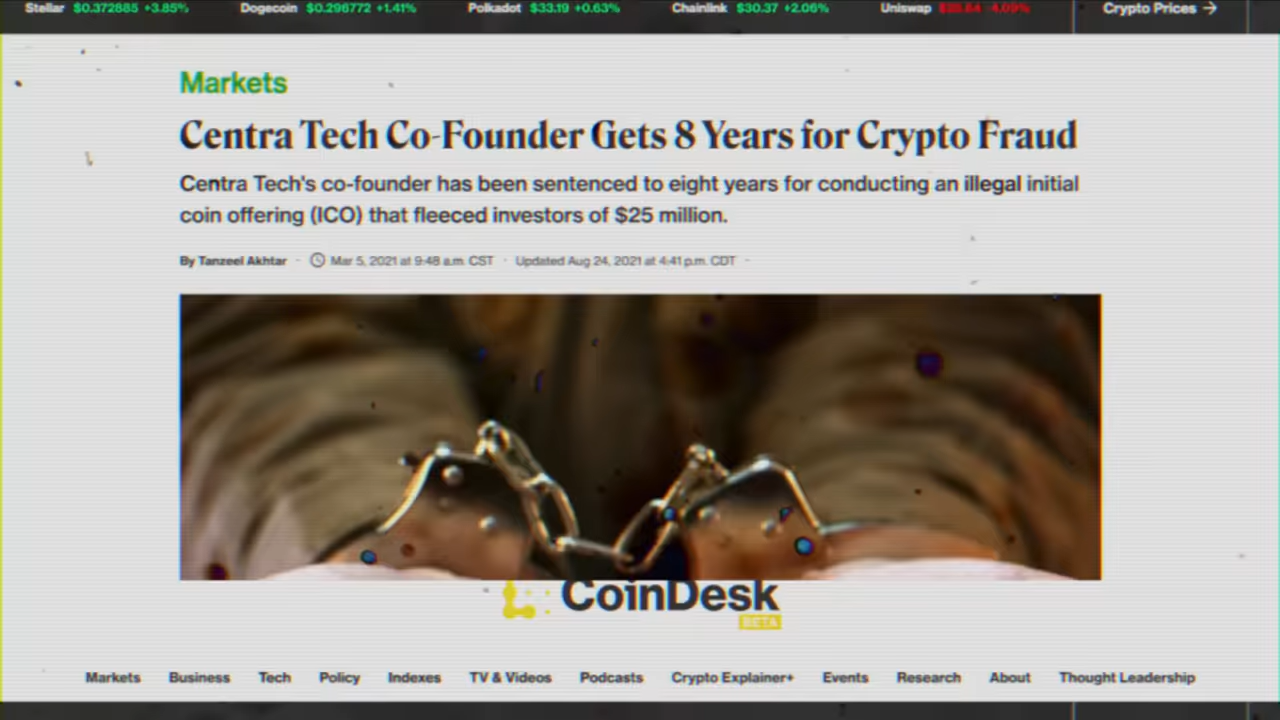 Stellar $0.372885 +3.85% Dogecoin $0.296772 +1.41% Polkadot $33.19 +0.63% Chainlink $30.37 +2.06% Uniswap Crypto Prices →
Markets
Centra Tech Co-Founder Gets 8 Years for Crypto Fraud
Centra Tech's co-founder has been sentenced to eight years for conducting an illegal initial
coin offering (ICO) that fleeced investors of $25 million.
By Tanzeel Akhtar · Mar 5, 2021 at 9:48 a.m. CST · Updated Aug 24, 2021 at 4:41 p.m. CDT ·
CoinDesk
BETA
Markets Business Tech Policy Indexes TV & Videos Podcasts Crypto Explainer+ Events Research About Thought Leadership